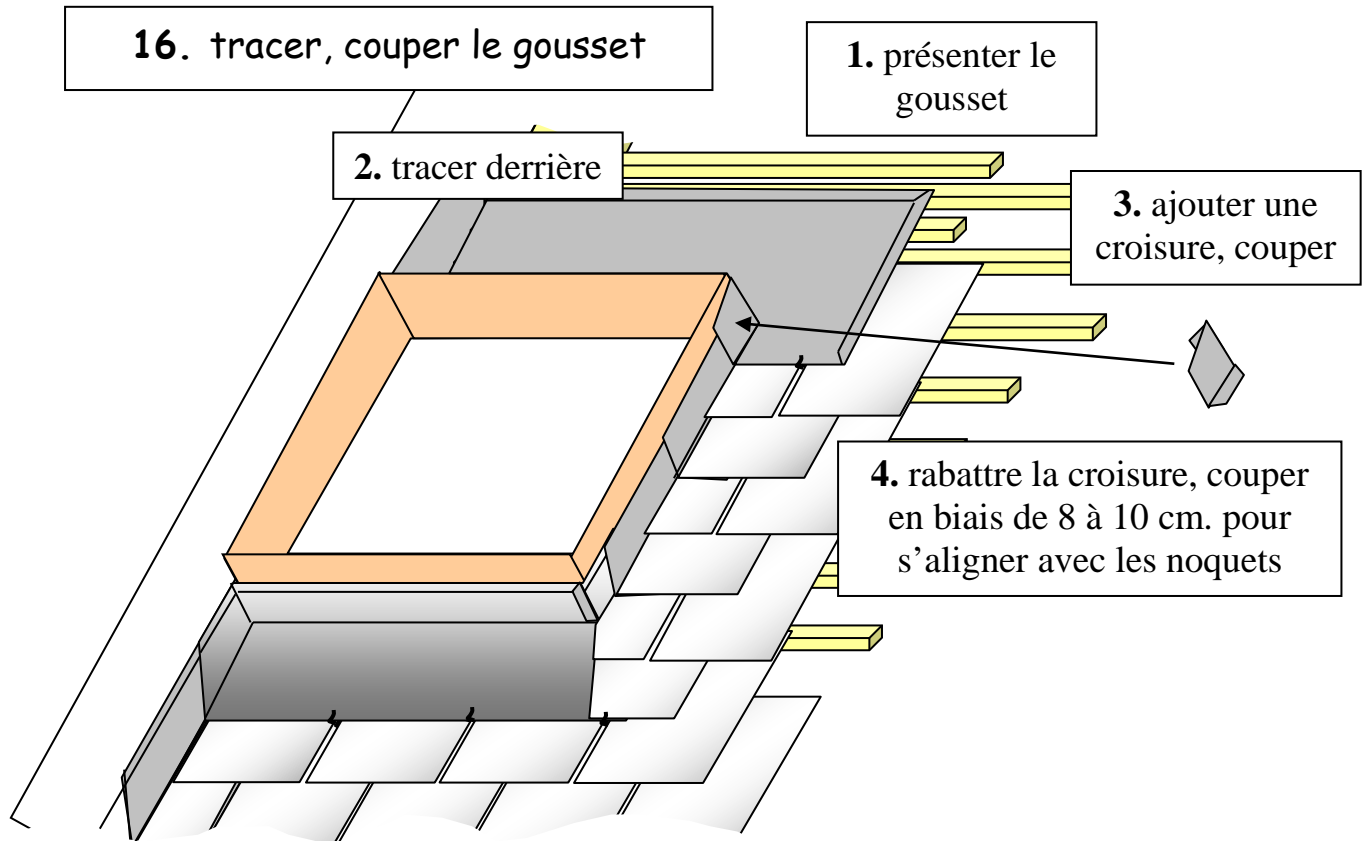 16. tracer, couper le gousset
1. présenter le
gousset
2. tracer derrière
3. ajouter une
croisure, couper
4. rabattre la croisure, couper
en biais de 8 à 10 cm. pour
s’aligner avec les noquets